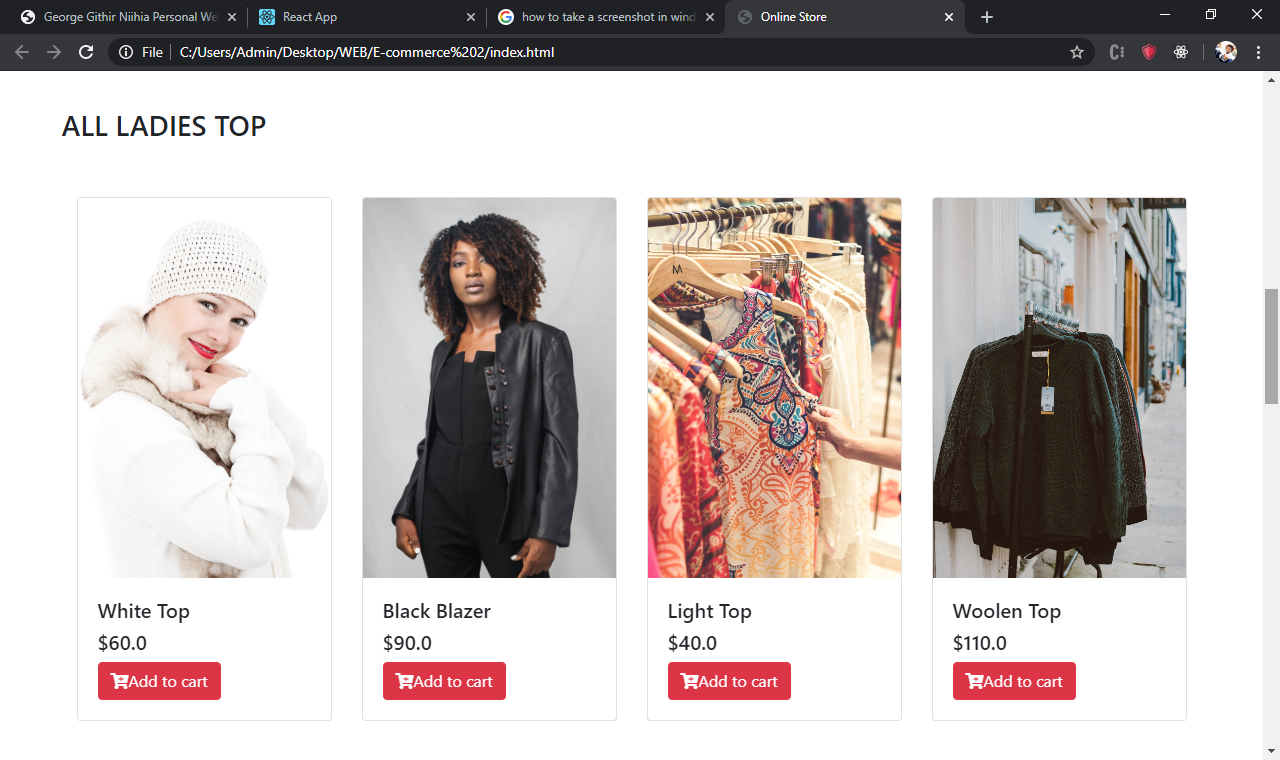 George Githir Niihia Personal We
React App
how to take a screenshot in wind
Online Store
File
C:/Users/Admin/Desktop/WEB/E-commerce%202/index.html
ALL LADIES TOP
M
White Top
$60.0
Add to cart
Black Blazer
$90.0
Add to cart
Light Top
$40.0
Add to cart
Woolen Top
$110.0
Add to cart